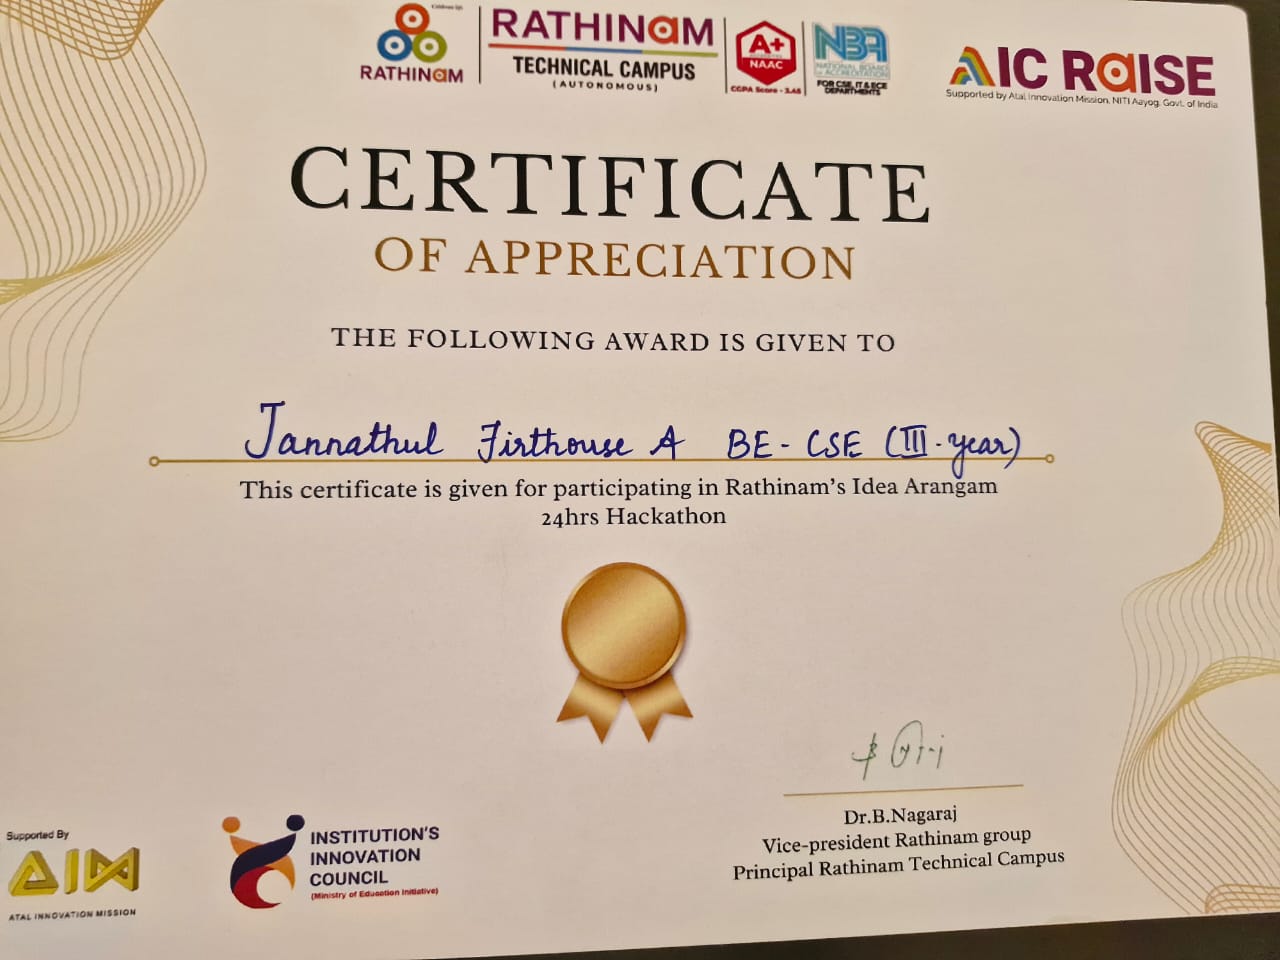 Celebrate life
RATHINAM
RATHINAM
TECHNICAL CAMPUS
(AUTONOMOUS)
A+
NAAC
CGPA Score - 3.45
NBA
NATIONAL BOARD
of ACCREDITATION
FOR CSE, IT & ECE
DEPARTMENTS
AIC RAISE
Supported by Atal Innovation Mission, NITI Aayog, Govt. of India
CERTIFICATE
OF APPRECIATION
THE FOLLOWING AWARD IS GIVEN TO
Jannathul Firthouse A BE - CSE (III - year)
This certificate is given for participating in Rathinam's Idea Arangam
24hrs Hackathon
Dr.B.Nagaraj
Vice-president Rathinam group
Principal Rathinam Technical Campus
Supported By
AIM
ATAL INNOVATION MISSION
INSTITUTION'S
INNOVATION
COUNCIL
(Ministry of Education Initiative)